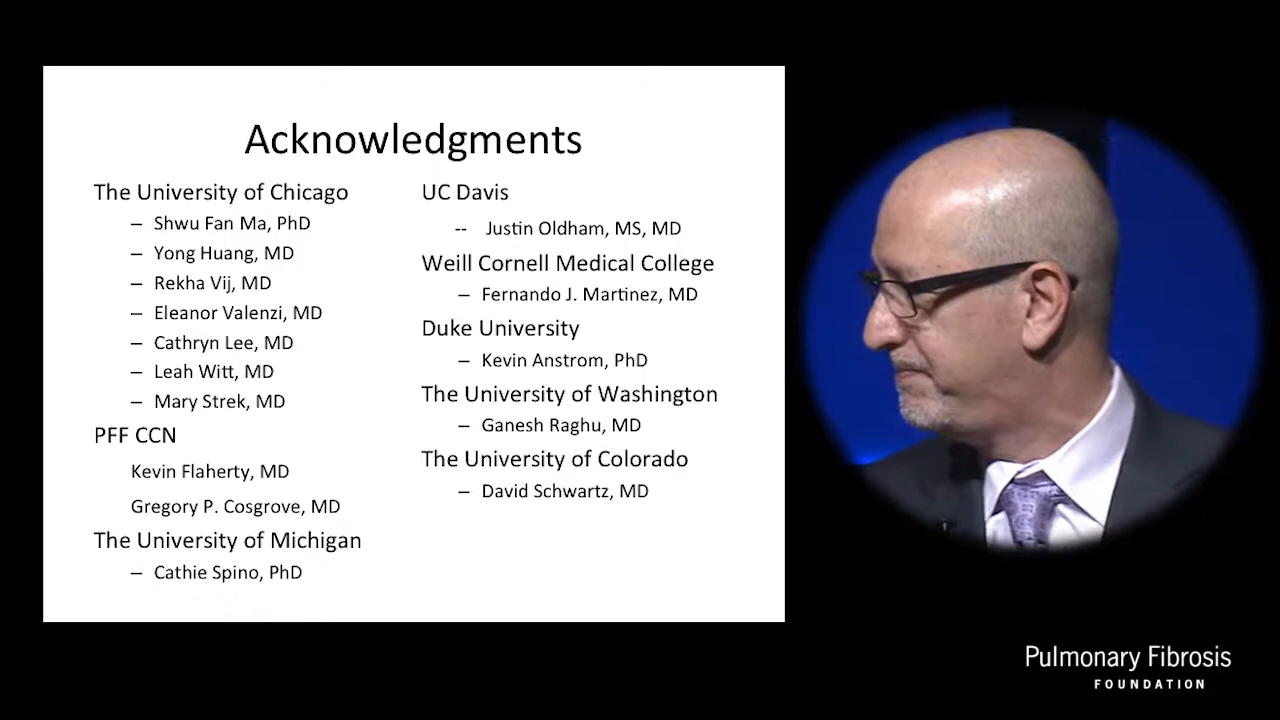 Acknowledgments
The University of Chicago
– Shwu Fan Ma, PhD
– Yong Huang, MD
– Rekha Vij, MD
– Eleanor Valenzi, MD
– Cathryn Lee, MD
– Leah Witt, MD
– Mary Strek, MD
PFF CCN
Kevin Flaherty, MD
Gregory P. Cosgrove, MD
The University of Michigan
– Cathie Spino, PhD
UC Davis
-- Justin Oldham, MS, MD
Weill Cornell Medical College
– Fernando J. Martinez, MD
Duke University
– Kevin Anstrom, PhD
The University of Washington
– Ganesh Raghu, MD
The University of Colorado
– David Schwartz, MD
Pulmonary Fibrosis
FOUNDATION